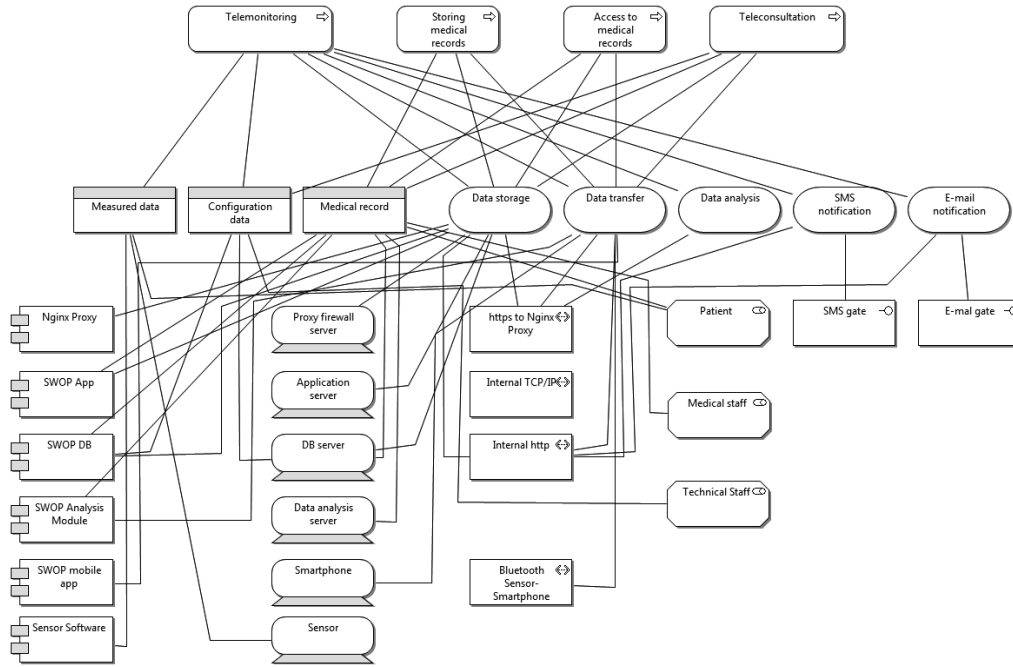 Telemonitoring
Storing
medical
records
Access to
medical
records
Teleconsultation
Measured data
Configuration
data
Medical record
Data storage
Data transfer
Data analysis
SMS
notification
E-mail
notification
Nginx Proxy
Proxy firewall
server
https to Nginx
Proxy
Patient
SMS gate
E-mal gate
SWOP App
Application
server
Internal TCP/IP
Medical staff
SWOP DB
DB server
Internal http
Technical Staff
SWOP Analysis
Module
Data analysis
server
SWOP mobile
app
Smartphone
Bluetooth
Sensor-
Smartphone
Sensor Software
Sensor